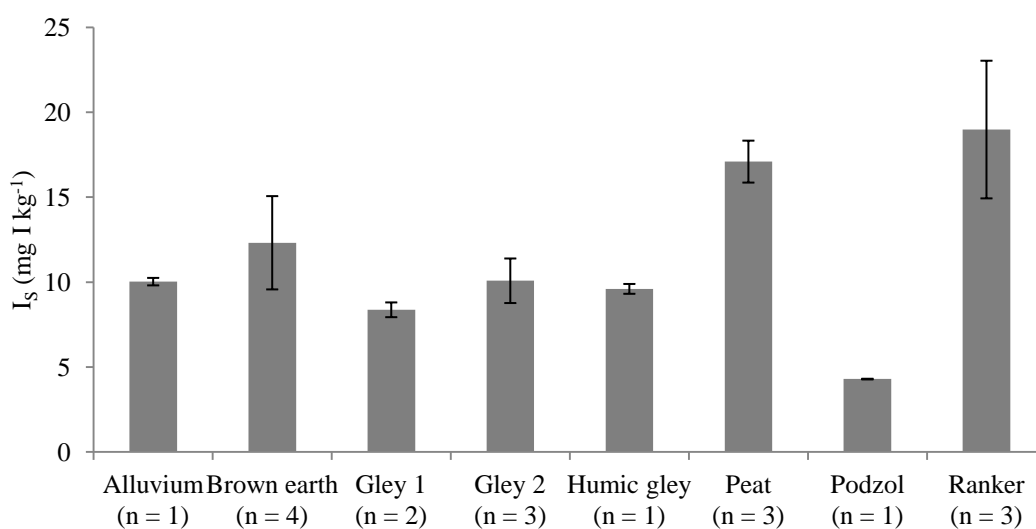 25
20
15
10
5
0
I_S (mg I kg⁻¹)
Alluvium Brown earth Gley 1 Gley 2 Humic gley Peat Podzol Ranker
(n = 1) (n = 4) (n = 2) (n = 3) (n = 1) (n = 3) (n = 1) (n = 3)